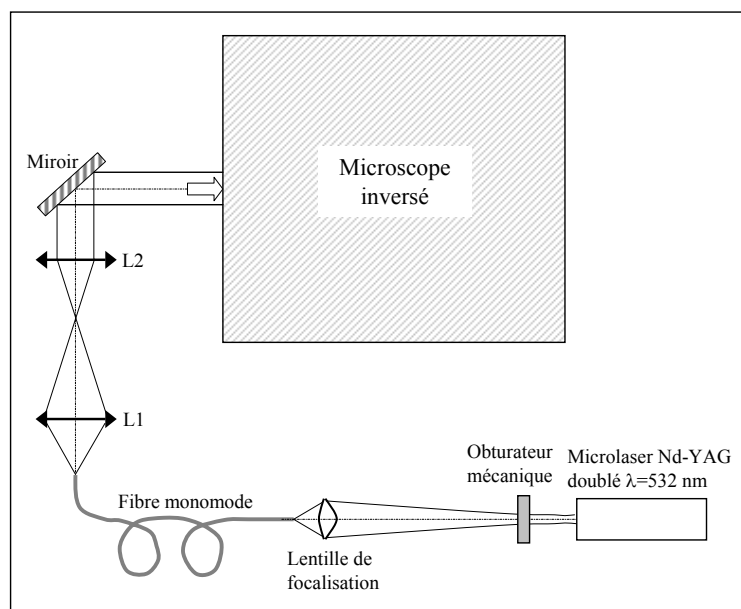 Miroir
Microscope
inversé
L2
L1
Fibre monomode
Lentille de
focalisation
Obturateur
mécanique
Microlaser Nd-YAG
doublé λ=532 nm